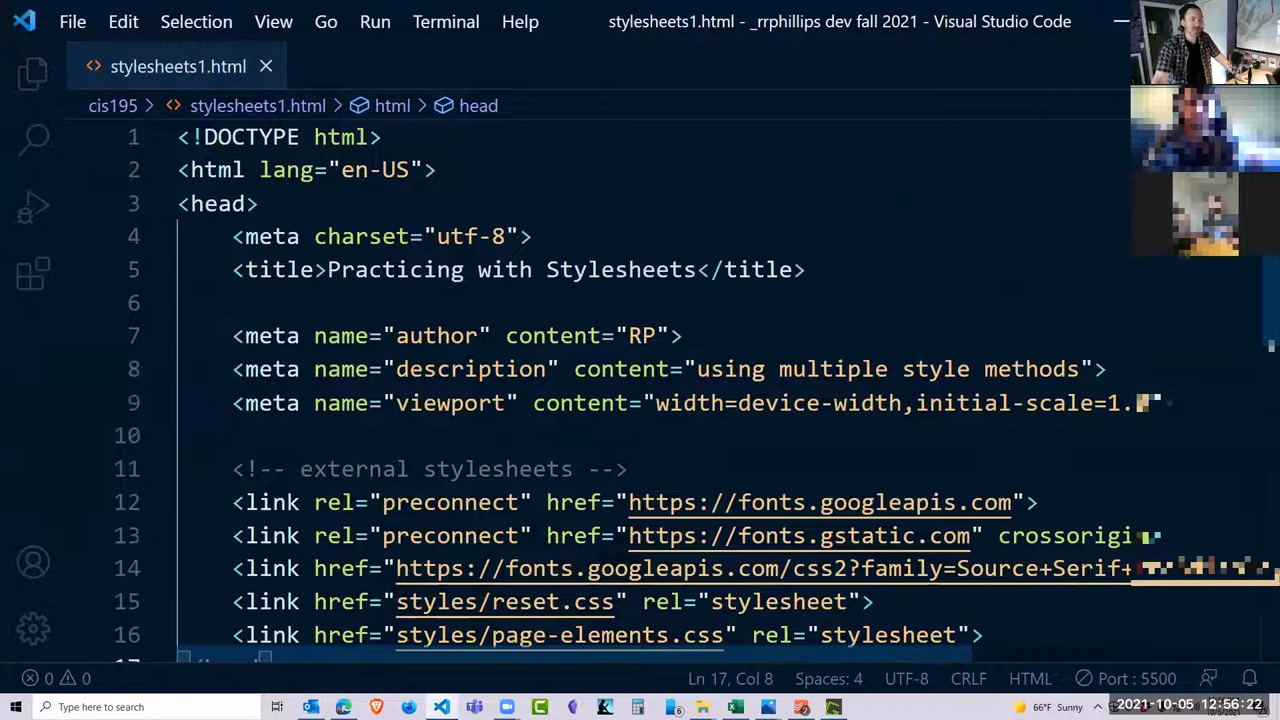 File Edit Selection View Go Run Terminal Help stylesheets1.html - _rrphillips dev fall 2021 - Visual Studio Code
stylesheets1.html
cis195 > stylesheets1.html > html > head
1 <!DOCTYPE html>
2 <html lang="en-US">
3 <head>
4 <meta charset="utf-8">
5 <title>Practicing with Stylesheets</title>
6
7 <meta name="author" content="RP">
8 <meta name="description" content="using multiple style methods">
9 <meta name="viewport" content="width=device-width,initial-scale=1.
10
11 <!-- external stylesheets -->
12 <link rel="preconnect" href="https://fonts.googleapis.com">
13 <link rel="preconnect" href="https://fonts.gstatic.com" crossorigi
14 <link href="https://fonts.googleapis.com/css2?family=Source+Serif+
15 <link href="styles/reset.css" rel="stylesheet">
16 <link href="styles/page-elements.css" rel="stylesheet">
0 0 Ln 17, Col 8 Spaces: 4 UTF-8 CRLF HTML Port : 5500
Type here to search 66°F Sunny 2021-10-05 12:56:22